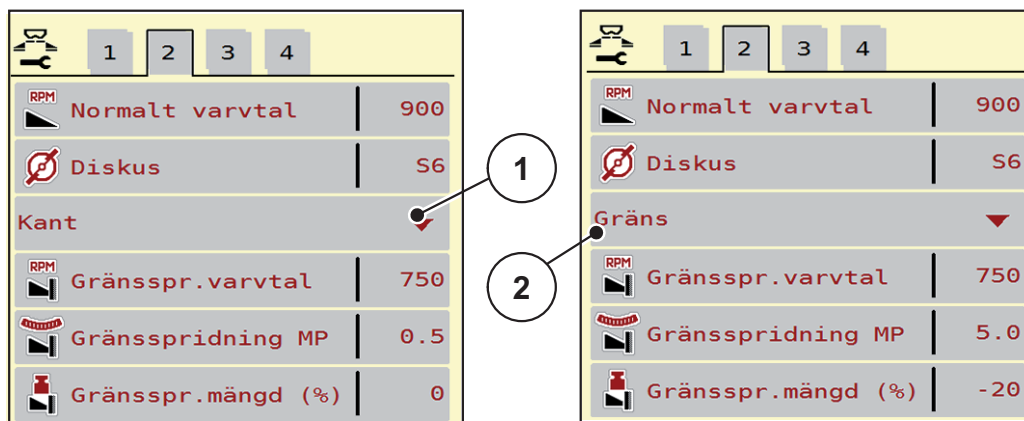 1 2 3 4
RPM Normalt varvtal 900
Diskus S6
Kant
RPM Gränsspr.varvtal 750
Gränsspridning MP 0.5
Gränsspr.mängd (%) 0
1
2
1 2 3 4
RPM Normalt varvtal 900
Diskus S6
Gräns
RPM Gränsspr.varvtal 750
Gränsspridning MP 5.0
Gränsspr.mängd (%) -20